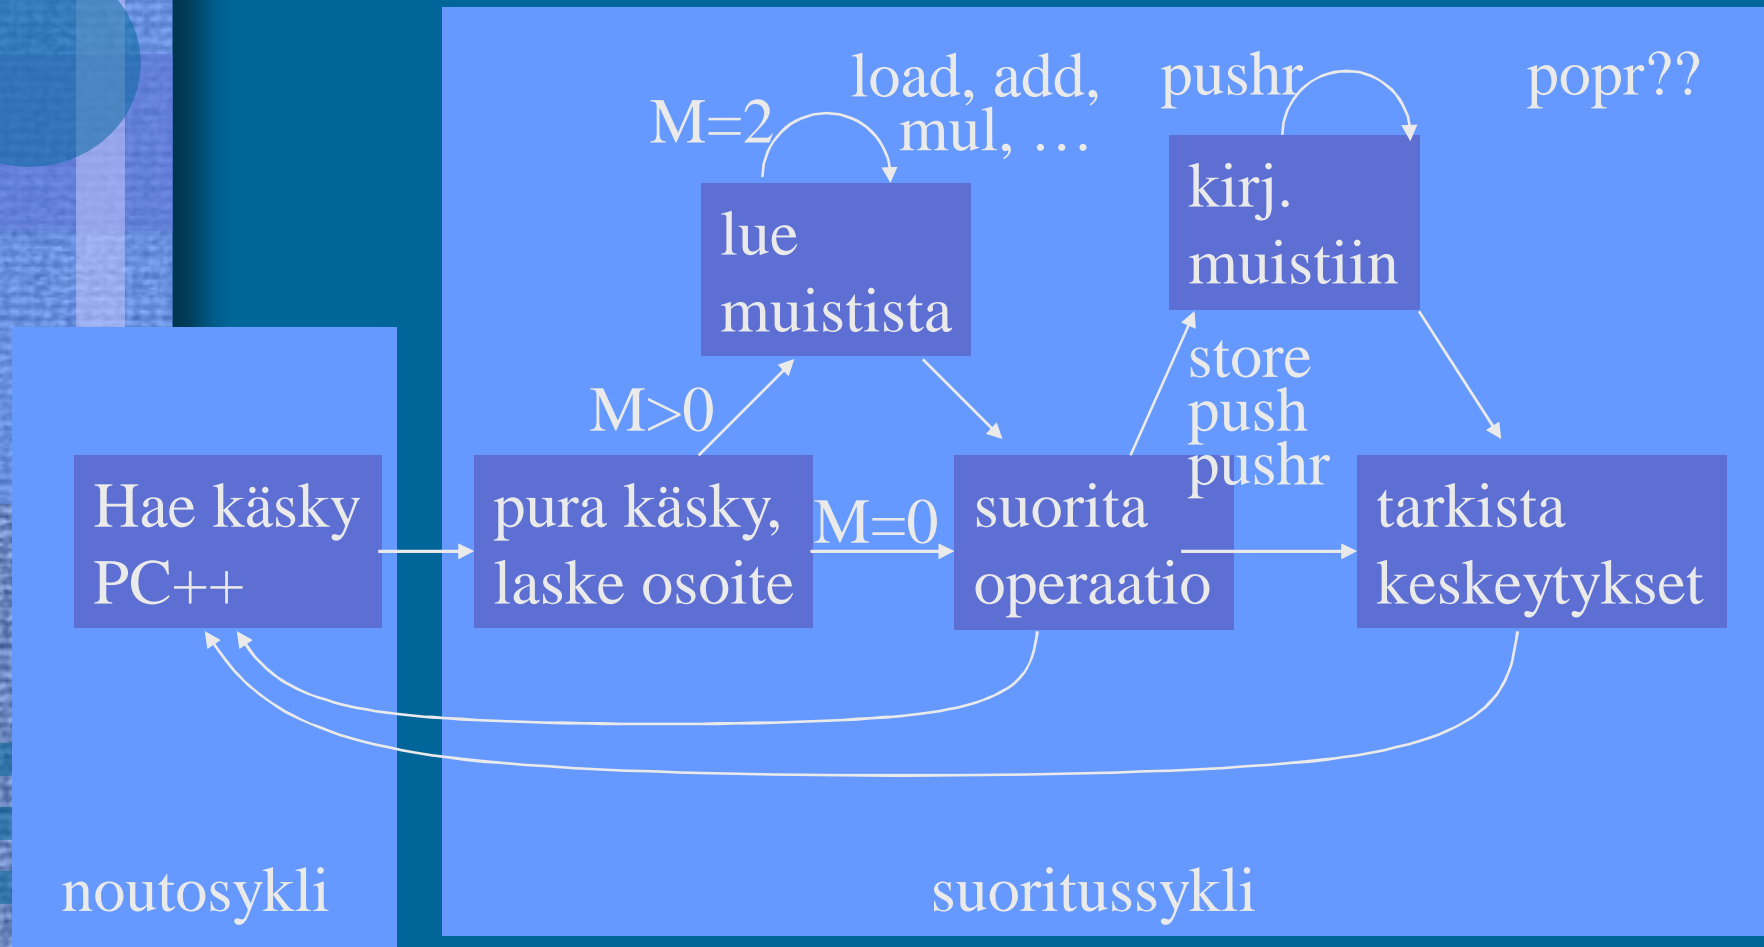 load, add,
mul, …
pushr
popr??
M=2
kirj.
muistiin
lue
muistista
store
push
pushr
M>0
Hae käsky
PC++
pura käsky,
laske osoite
M=0
suorita
operaatio
tarkista
keskeytykset
noutosykli
suoritussykli